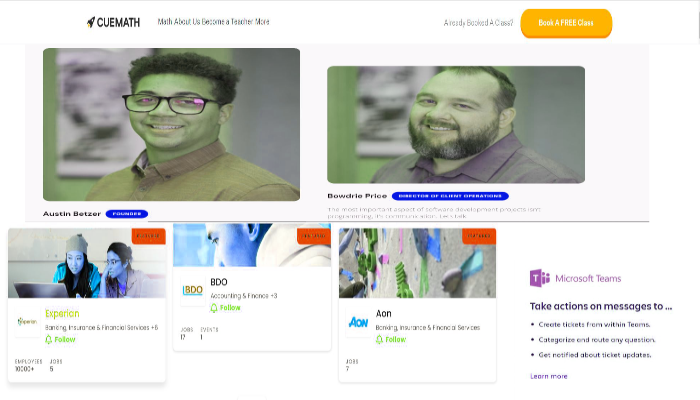 CUEMATH
Math About Us Become a Teacher More
Already Booked A Class?
Book A FREE Class
Austin Betzer FOUNDER
Bowdrie Price DIRECTOR OF CLIENT OPERATIONS
The most important aspect of software development projects isnt
programming, its communication. Let's talk
Experian
Experian
Banking, Insurance & Financial Services +6
Follow
EMPLOYEES JOBS
10000+ 5
BDO
BDO
Accounting & Finance +3
Follow
JOBS EVENTS
17 1
Aon
Aon
Banking, Insurance & Financial Services
Follow
JOBS
7
Microsoft Teams
Take actions on messages to ...
• Create tickets from within Teams.
• Categorize and route any question.
• Get notified about ticket updates.
Learn more